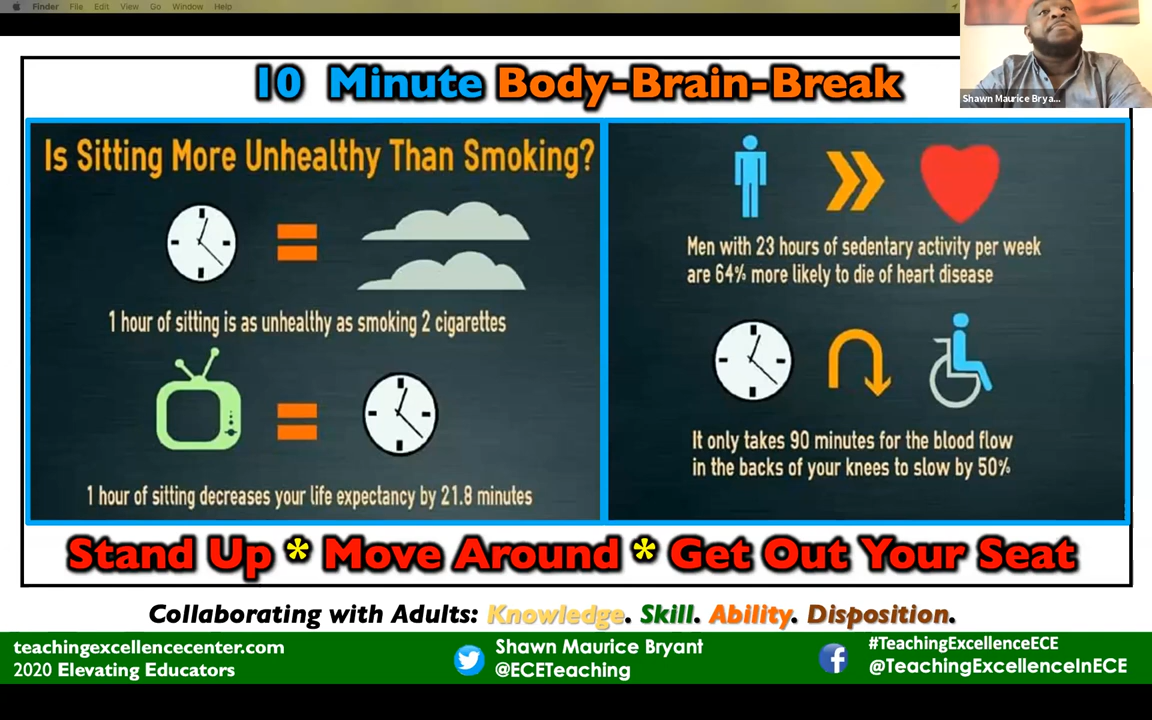 Finder File Edit View Go Window Help
Shawn Maurice Brya...
10 Minute Body-Brain-Break
Is Sitting More Unhealthy Than Smoking?
1 hour of sitting is as unhealthy as smoking 2 cigarettes
1 hour of sitting decreases your life expectancy by 21.8 minutes
Men with 23 hours of sedentary activity per week
are 64% more likely to die of heart disease
It only takes 90 minutes for the blood flow
in the backs of your knees to slow by 50%
Stand Up * Move Around * Get Out Your Seat
Collaborating with Adults: Knowledge. Skill. Ability. Disposition.
teachingexcellencecenter.com
2020 Elevating Educators
Shawn Maurice Bryant
@ECETeaching
#TeachingExcellenceECE
@TeachingExcellenceInECE